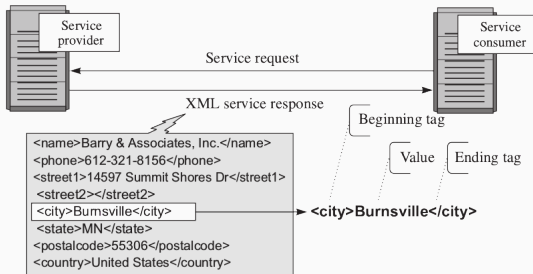 Service
provider
Service
consumer
Service request
XML service response
Beginning tag
Value
Ending tag
<name>Barry & Associates, Inc.</name>
<phone>612-321-8156</phone>
<street1>14597 Summit Shores Dr</street1>
<street2></street2>
<city>Burnsville</city>
<city>Burnsville</city>
<state>MN</state>
<postalcode>55306</postalcode>
<country>United States</country>